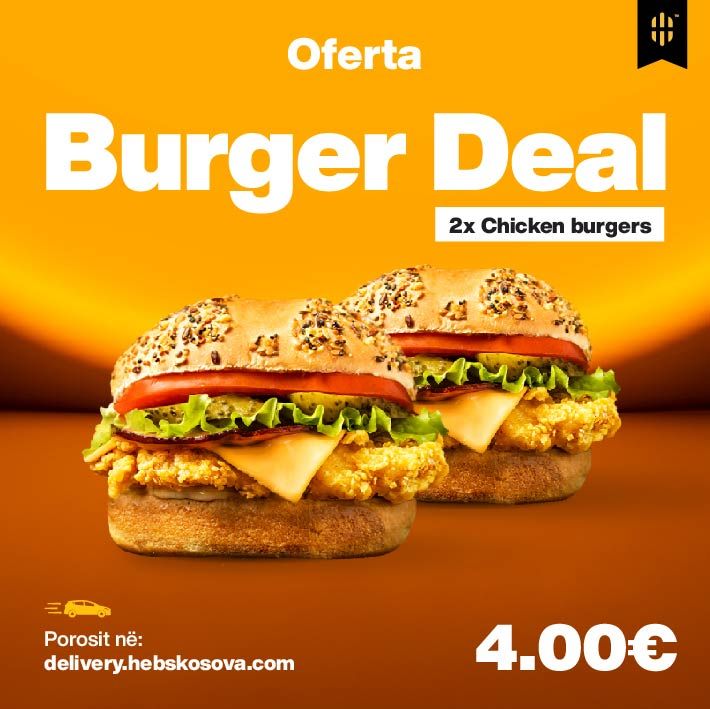 Oferta
Burger Deal
2x Chicken burgers
Porosit në:
delivery.hebskosova.com
4.00€